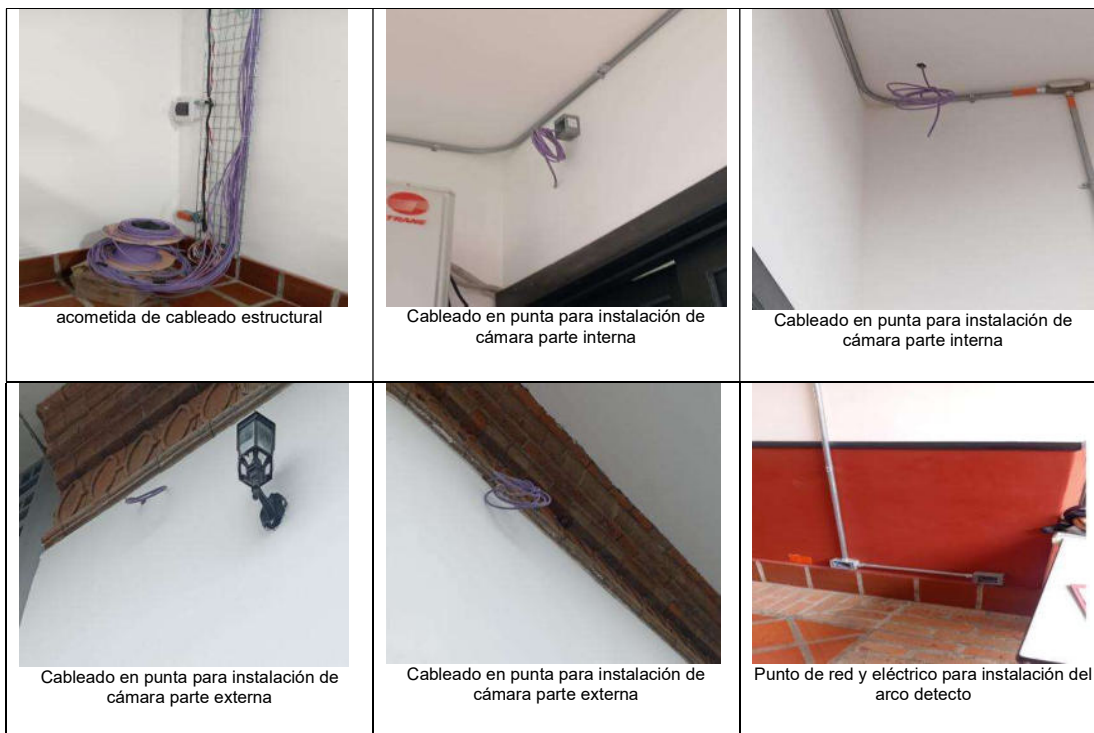 TRANE
acometida de cableado estructural
Cableado en punta para instalación de
cámara parte interna
Cableado en punta para instalación de
cámara parte interna
Cableado en punta para instalación de
cámara parte externa
Cableado en punta para instalación de
cámara parte externa
Punto de red y eléctrico para instalación del
arco detecto